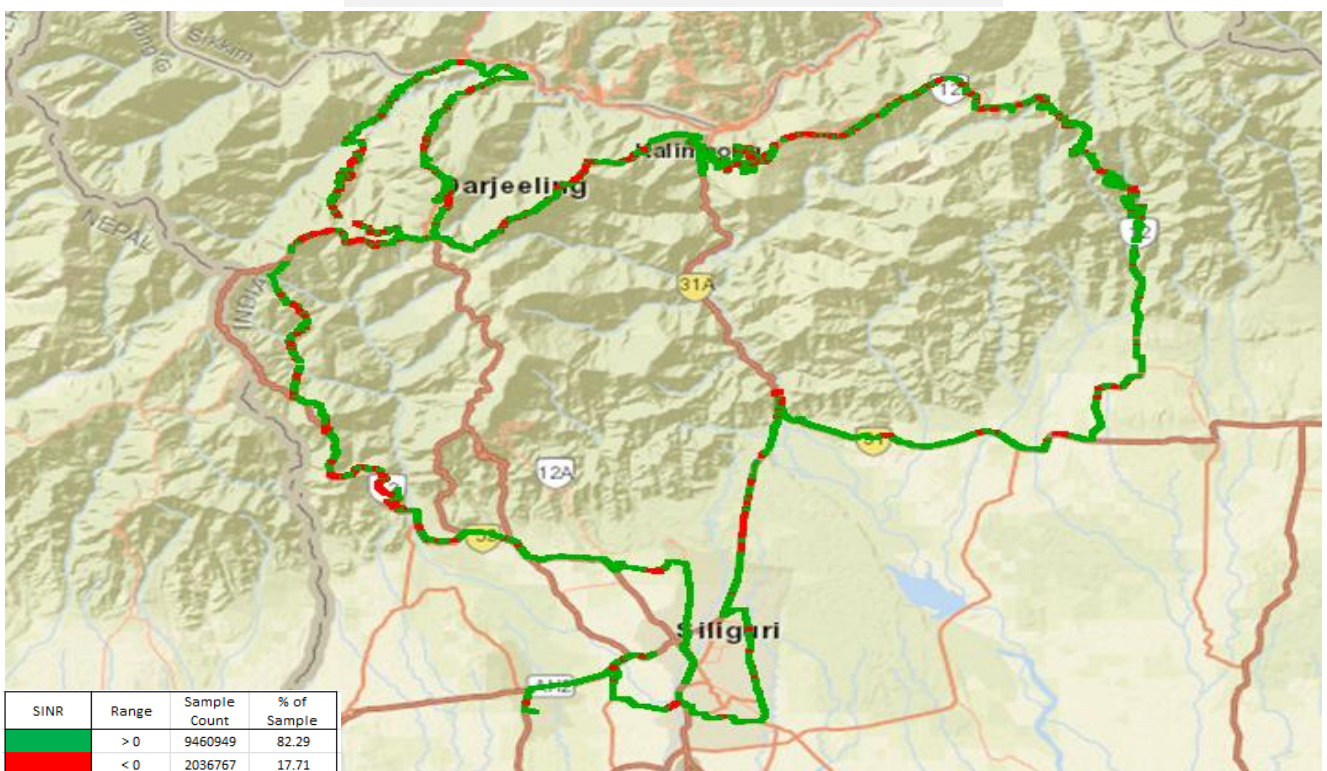 Sikkim
12
Darjeeling
NEPAL
12
INDIA
31A
31
12A
Siliguri
AH2
SINR Range Sample Count % of Sample
> 0 9460949 82.29
< 0 2036767 17.71